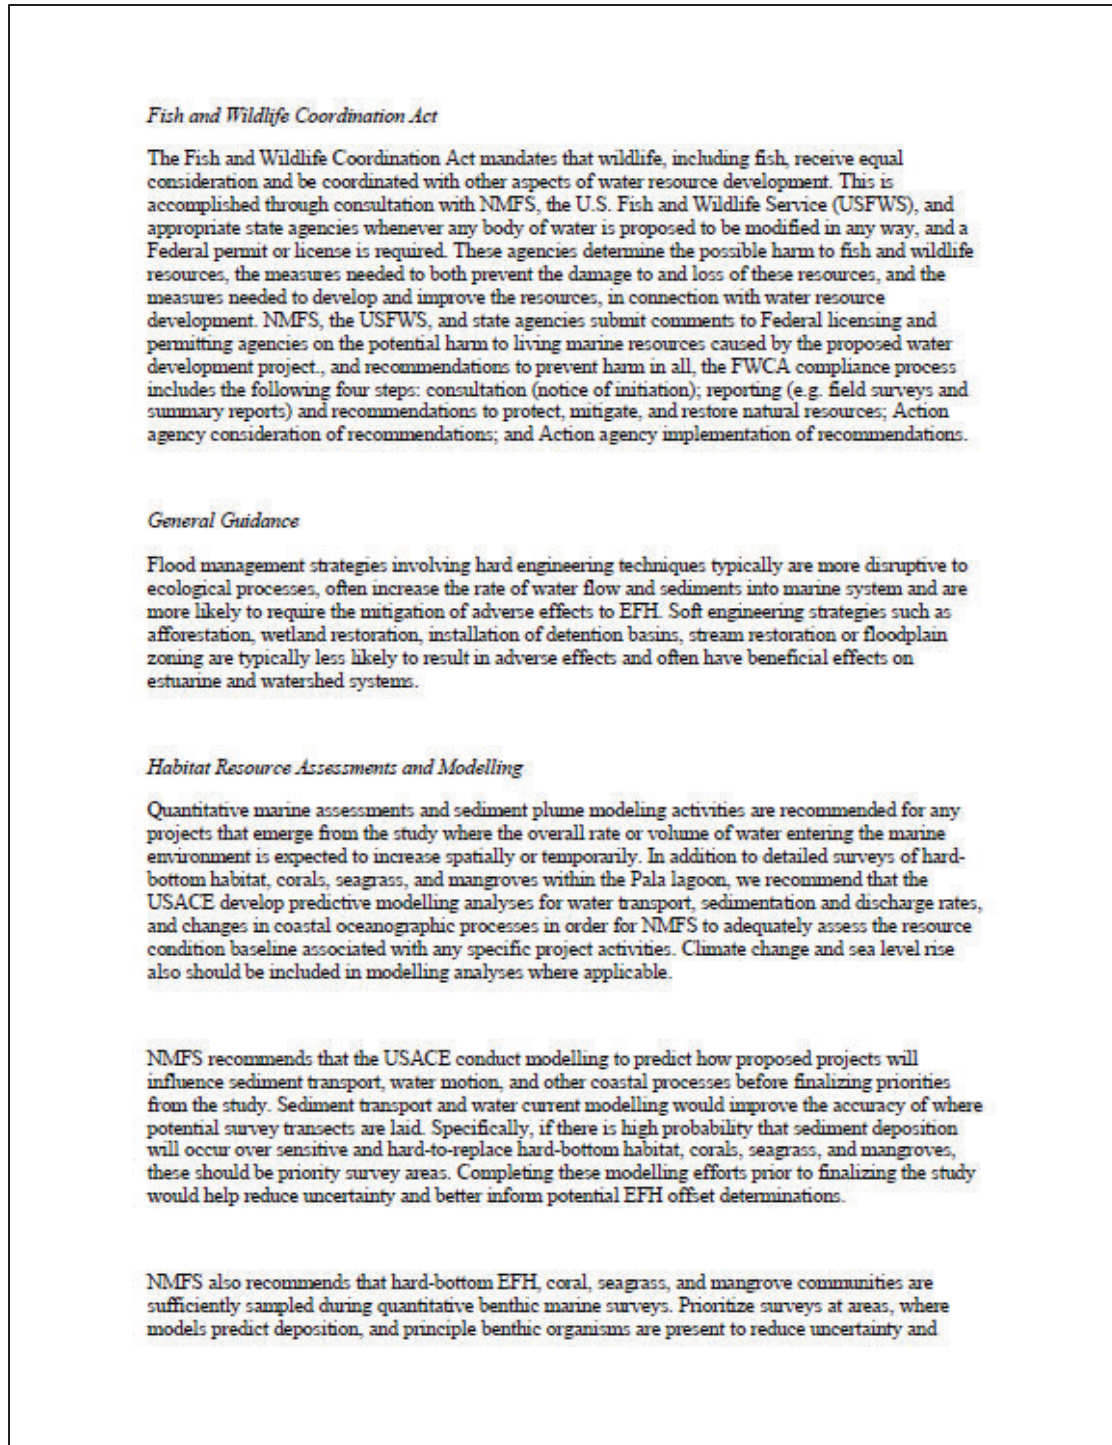 Fish and Wildlife Coordination Act
The Fish and Wildlife Coordination Act mandates that wildlife, including fish, receive equal
consideration and be coordinated with other aspects of water resource development. This is
accomplished through consultation with NMFS, the U.S. Fish and Wildlife Service (USFWS), and
appropriate state agencies whenever any body of water is proposed to be modified in any way, and a
Federal permit or license is required. These agencies determine the possible harm to fish and wildlife
resources, the measures needed to both prevent the damage to and loss of these resources, and the
measures needed to develop and improve the resources, in connection with water resource
development. NMFS, the USFWS, and state agencies submit comments to Federal licensing and
permitting agencies on the potential harm to living marine resources caused by the proposed water
development project., and recommendations to prevent harm in all, the FWCA compliance process
includes the following four steps: consultation (notice of initiation); reporting (e.g. field surveys and
summary reports) and recommendations to protect, mitigate, and restore natural resources; Action
agency consideration of recommendations; and Action agency implementation of recommendations.
General Guidance
Flood management strategies involving hard engineering techniques typically are more disruptive to
ecological processes, often increase the rate of water flow and sediments into marine system and are
more likely to require the mitigation of adverse effects to EFH. Soft engineering strategies such as
afforestation, wetland restoration, installation of detention basins, stream restoration or floodplain
zoning are typically less likely to result in adverse effects and often have beneficial effects on
estuarine and watershed systems.
Habitat Resource Assessments and Modelling
Quantitative marine assessments and sediment plume modeling activities are recommended for any
projects that emerge from the study where the overall rate or volume of water entering the marine
environment is expected to increase spatially or temporarily. In addition to detailed surveys of hard-
bottom habitat, corals, seagrass, and mangroves within the Pala lagoon, we recommend that the
USACE develop predictive modelling analyses for water transport, sedimentation and discharge rates,
and changes in coastal oceanographic processes in order for NMFS to adequately assess the resource
condition baseline associated with any specific project activities. Climate change and sea level rise
also should be included in modelling analyses where applicable.
NMFS recommends that the USACE conduct modelling to predict how proposed projects will
influence sediment transport, water motion, and other coastal processes before finalizing priorities
from the study. Sediment transport and water current modelling would improve the accuracy of where
potential survey transects are laid. Specifically, if there is high probability that sediment deposition
will occur over sensitive and hard-to-replace hard-bottom habitat, corals, seagrass, and mangroves,
these should be priority survey areas. Completing these modelling efforts prior to finalizing the study
would help reduce uncertainty and better inform potential EFH offset determinations.
NMFS also recommends that hard-bottom EFH, coral, seagrass, and mangrove communities are
sufficiently sampled during quantitative benthic marine surveys. Prioritize surveys at areas, where
models predict deposition, and principle benthic organisms are present to reduce uncertainty and